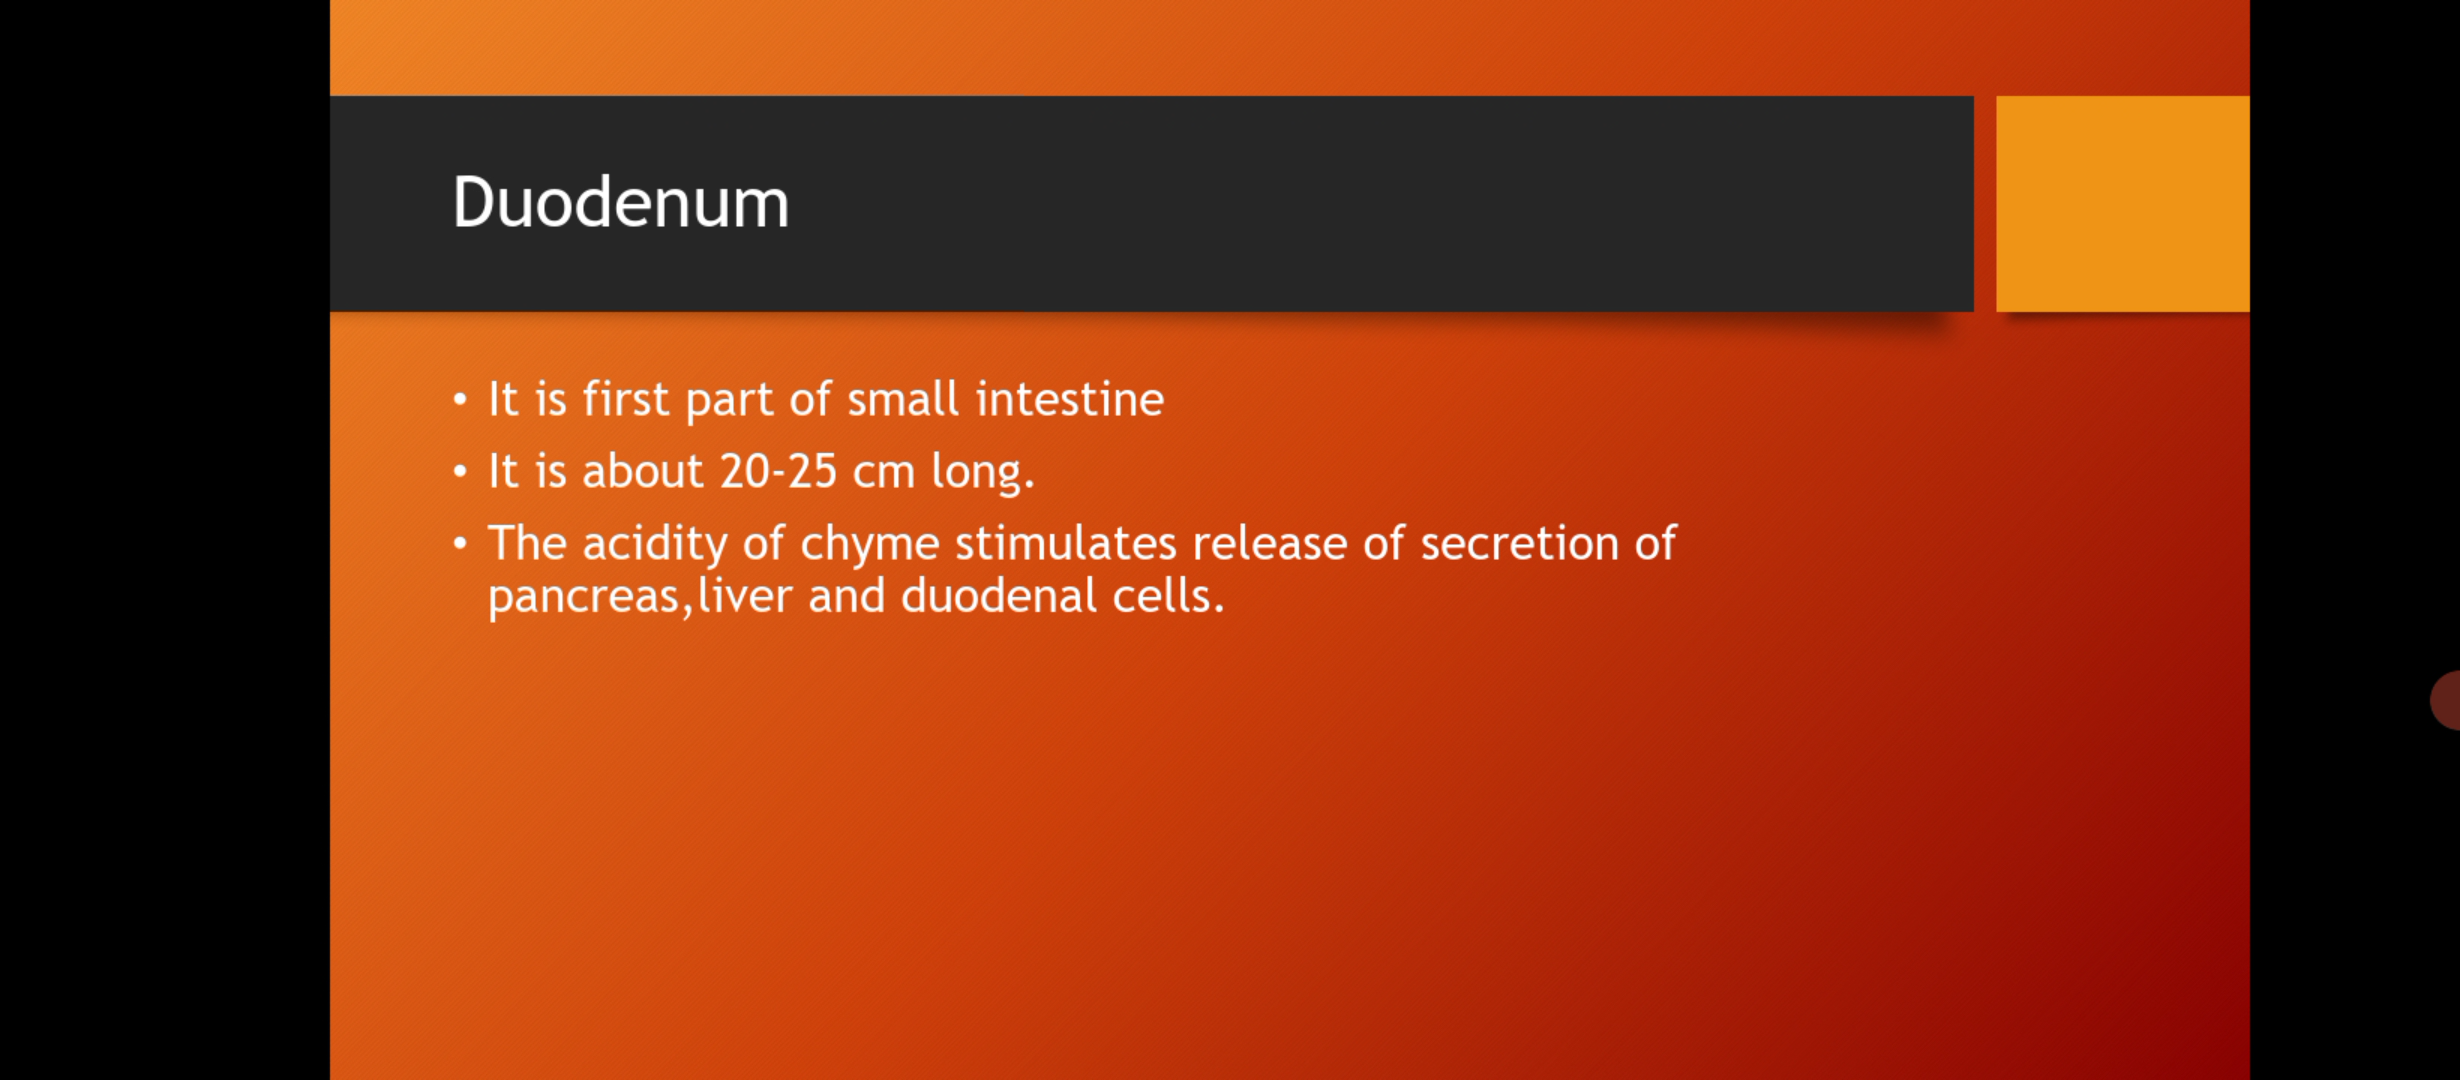 Duodenum
• It is first part of small intestine
• It is about 20-25 cm long.
• The acidity of chyme stimulates release of secretion of
pancreas,liver and duodenal cells.